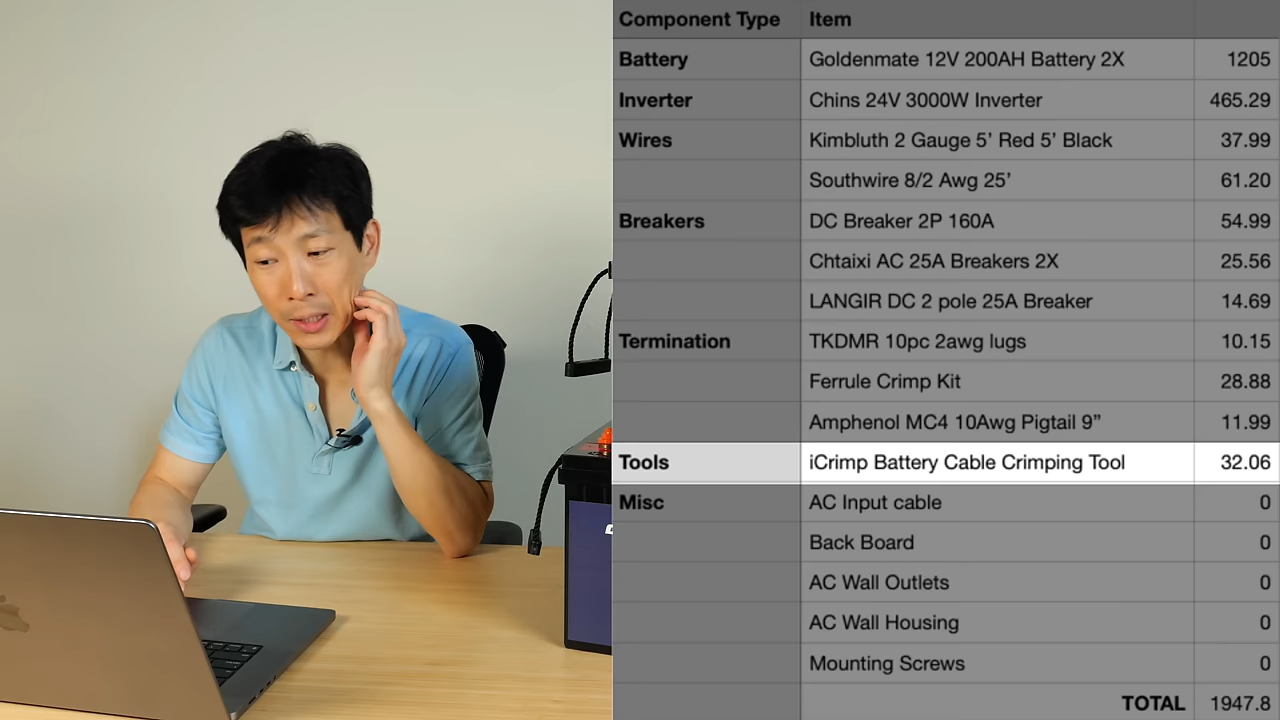 Component Type Item
Battery Goldenmate 12V 200AH Battery 2X 1205
Inverter Chins 24V 3000W Inverter 465.29
Wires Kimbluth 2 Gauge 5’ Red 5’ Black 37.99
Southwire 8/2 Awg 25’ 61.20
Breakers DC Breaker 2P 160A 54.99
Chtaixi AC 25A Breakers 2X 25.56
LANGIR DC 2 pole 25A Breaker 14.69
Termination TKDMR 10pc 2awg lugs 10.15
Ferrule Crimp Kit 28.88
Amphenol MC4 10Awg Pigtail 9” 11.99
Tools iCrimp Battery Cable Crimping Tool 32.06
Misc AC Input cable 0
Back Board 0
AC Wall Outlets 0
AC Wall Housing 0
Mounting Screws 0
TOTAL 1947.8